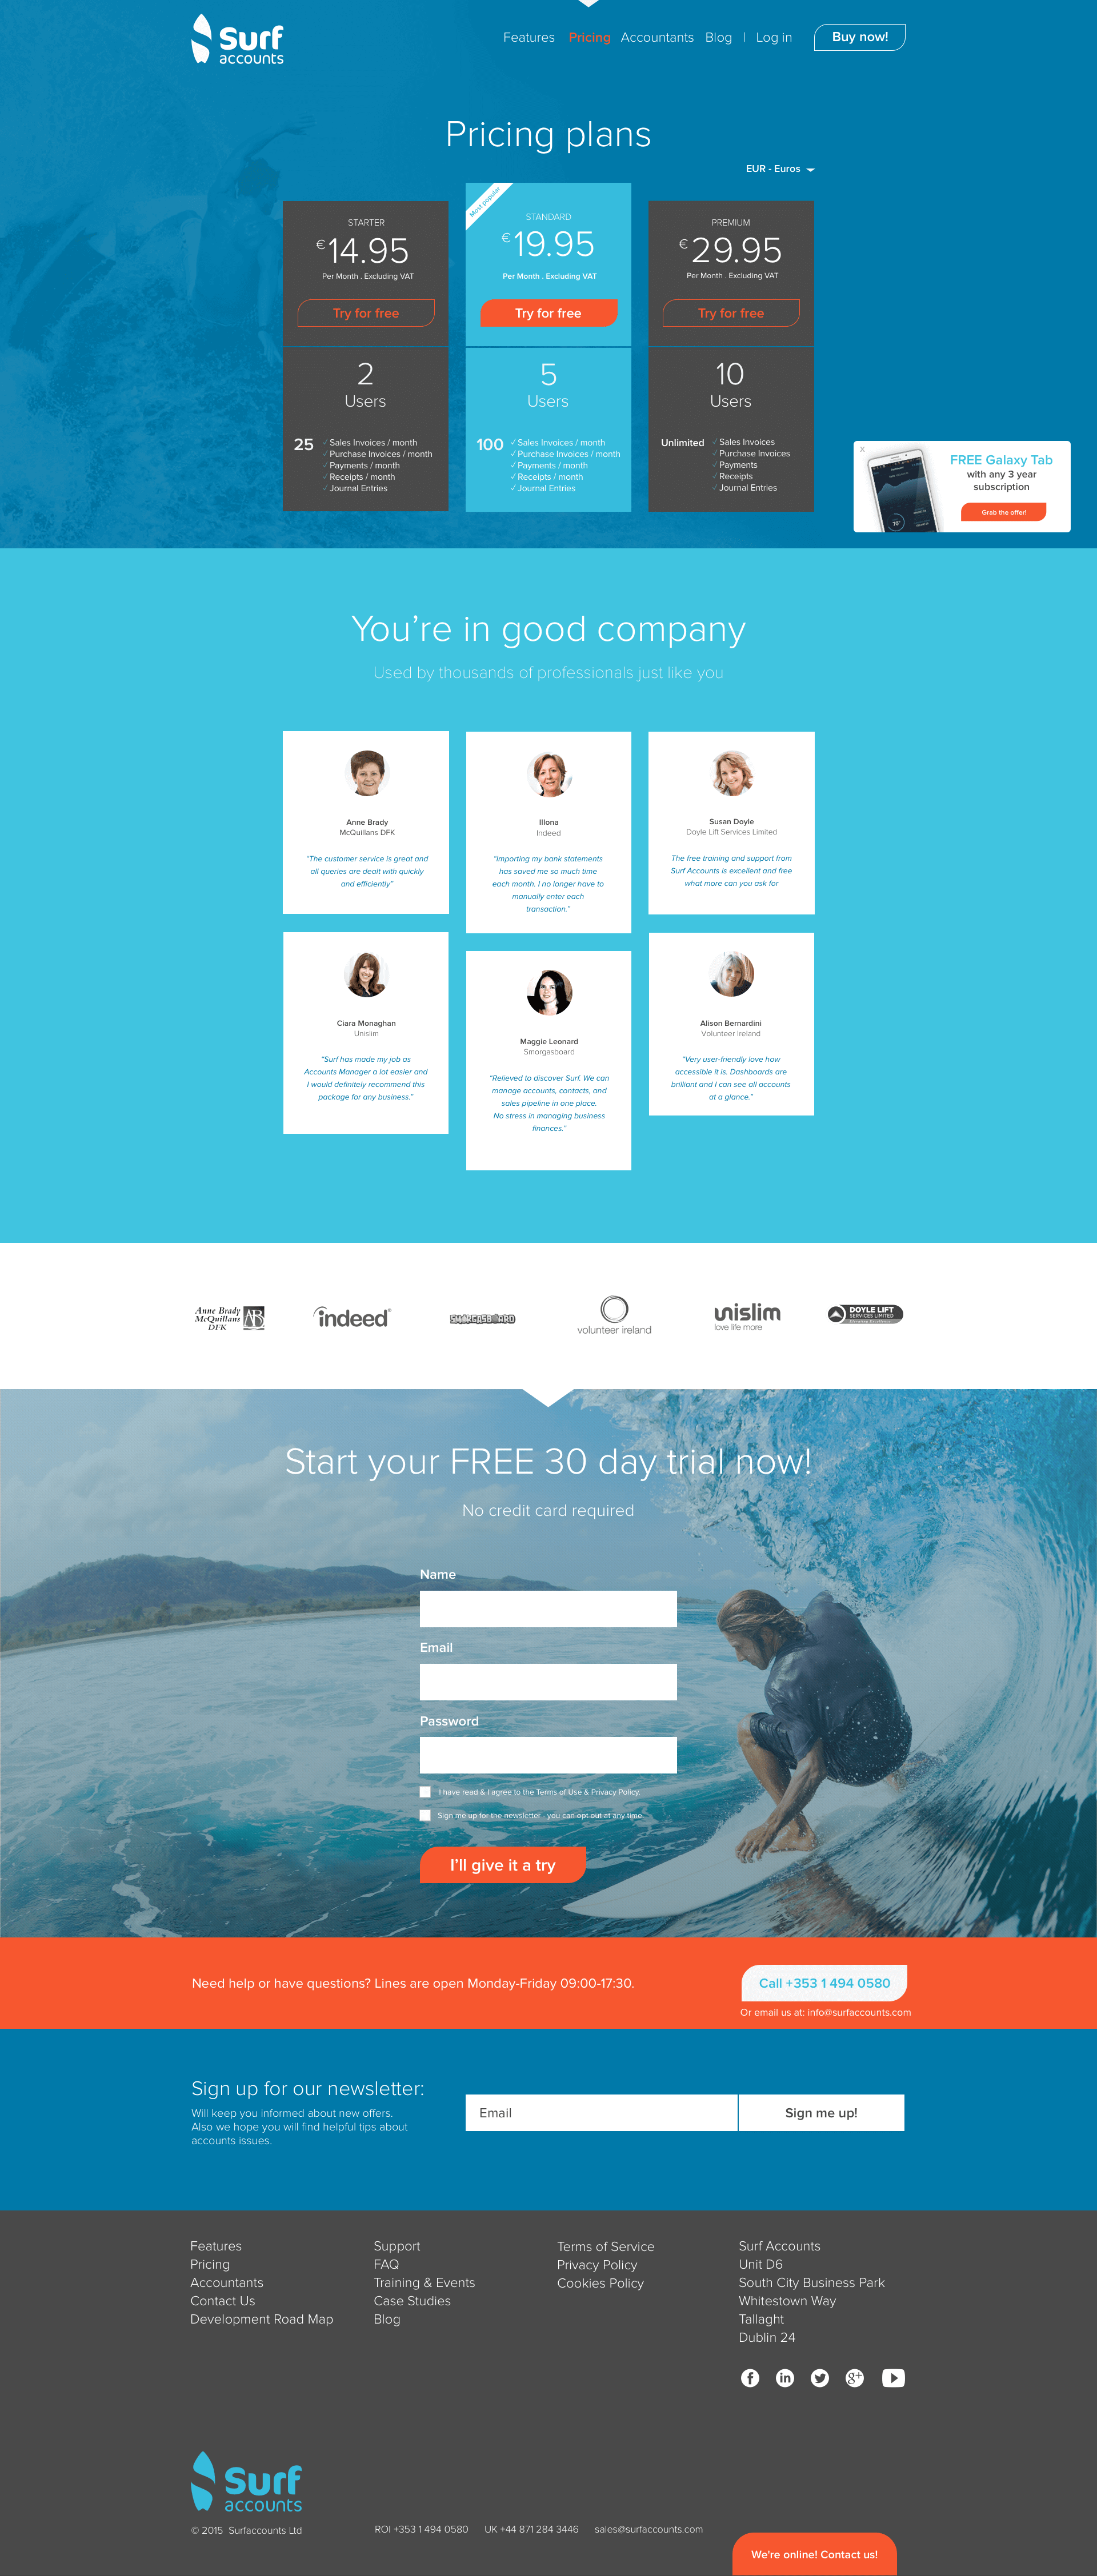 Surf
accounts
Features Pricing Accountants Blog | Log in Buy now!
Pricing plans
EUR - Euros
STARTER
€14.95
Per Month . Excluding VAT
Try for free
2
Users
25
✓ Sales Invoices / month
✓ Purchase Invoices / month
✓ Payments / month
✓ Receipts / month
✓ Journal Entries
Most popular
STANDARD
€19.95
Per Month . Excluding VAT
Try for free
5
Users
100
✓ Sales Invoices / month
✓ Purchase Invoices / month
✓ Payments / month
✓ Receipts / month
✓ Journal Entries
PREMIUM
€29.95
Per Month . Excluding VAT
Try for free
10
Users
Unlimited
✓ Sales Invoices
✓ Purchase Invoices
✓ Payments
✓ Receipts
✓ Journal Entries
X
FREE Galaxy Tab
with any 3 year
subscription
Grab the offer!
You're in good company
Used by thousands of professionals just like you
Anne Brady
McQuillans DFK
"The customer service is great and
all queries are dealt with quickly
and efficiently"
Illona
Indeed
"Importing my bank statements
has saved me so much time
each month. I no longer have to
manually enter each
transaction."
Susan Doyle
Doyle Lift Services Limited
The free training and support from
Surf Accounts is excellent and free
what more can you ask for
Ciara Monaghan
Unislim
"Surf has made my job as
Accounts Manager a lot easier and
I would definitely recommend this
package for any business."
Maggie Leonard
Smorgasboard
"Relieved to discover Surf. We can
manage accounts, contacts, and
sales pipeline in one place.
No stress in managing business
finances."
Alison Bernardini
Volunteer Ireland
"Very user-friendly love how
accessible it is. Dashboards are
brilliant and I can see all accounts
at a glance."
Anne Brady
McQuillans
DFK
AB
indeed
SMORGASBOARD
volunteer ireland
unislim
love life more
DOYLE LIFT
SERVICES LIMITED
Start your FREE 30 day trial now!
No credit card required
Name
Email
Password
I have read & I agree to the Terms of Use & Privacy Policy.
Sign me up for the newsletter - you can opt out at any time.
I'll give it a try
Need help or have questions? Lines are open Monday-Friday 09:00-17:30.
Call +353 1 494 0580
Or email us at: info@surfaccounts.com
Sign up for our newsletter:
Will keep you informed about new offers.
Also we hope you will find helpful tips about
accounts issues.
Email
Sign me up!
Features
Pricing
Accountants
Contact Us
Development Road Map
Support
FAQ
Training & Events
Case Studies
Blog
Terms of Service
Privacy Policy
Cookies Policy
Surf Accounts
Unit D6
South City Business Park
Whitestown Way
Tallaght
Dublin 24
Surf
accounts
© 2015 Surfaccounts Ltd
ROI +353 1 494 0580 UK +44 871 284 3446 sales@surfaccounts.com
We're online! Contact us!